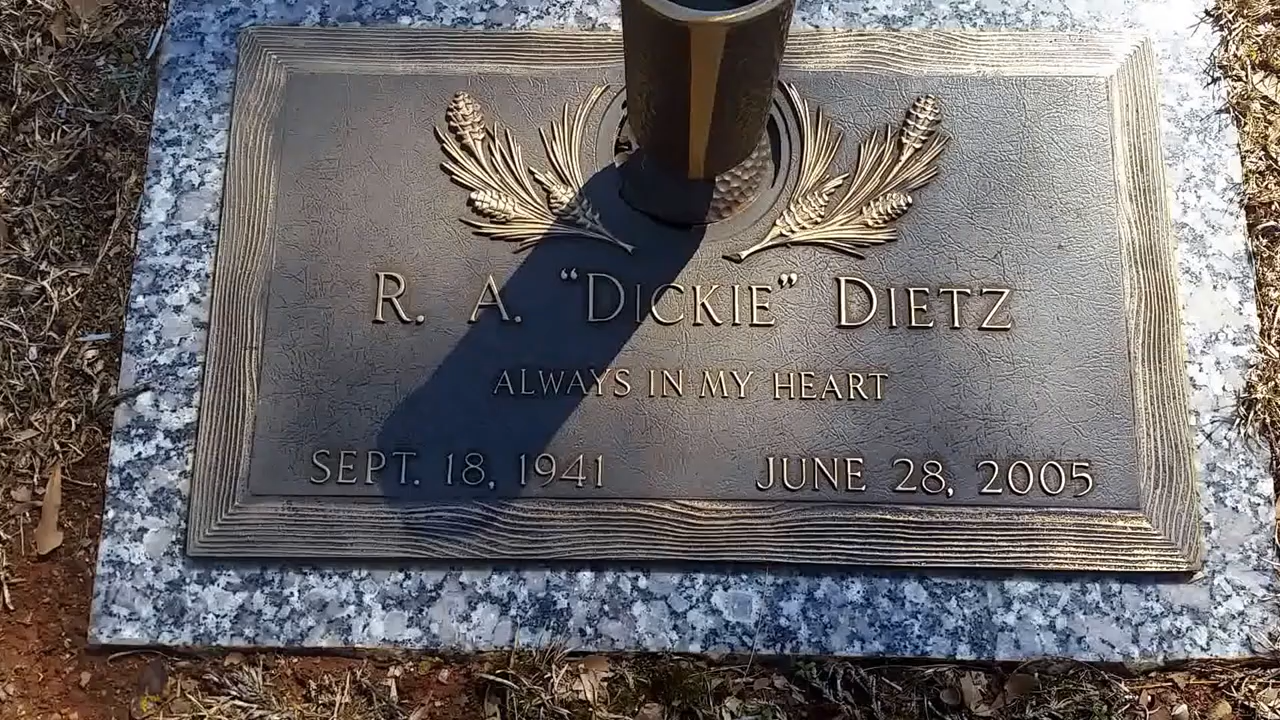 R. A. "DICKIE" DIETZ
ALWAYS IN MY HEART
SEPT. 18, 1941 JUNE 28, 2005